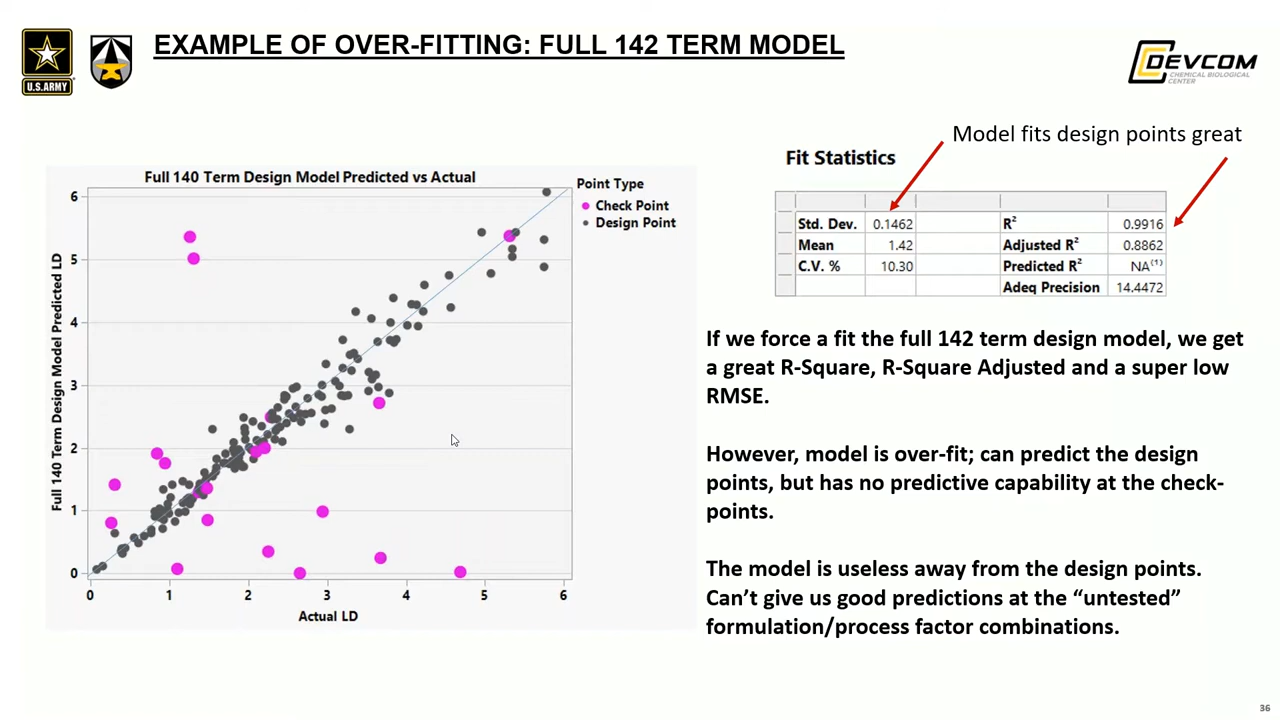 EXAMPLE OF OVER-FITTING: FULL 142 TERM MODEL
U.S.ARMY
DEVCOM
CHEMICAL BIOLOGICAL
CENTER
Model fits design points great
Fit Statistics
Std. Dev. 0.1462 R² 0.9916
Mean 1.42 Adjusted R² 0.8862
C.V. % 10.30 Predicted R² NA⁽¹⁾
Adeq Precision 14.4472
Full 140 Term Design Model Predicted vs Actual
Point Type
Check Point
Design Point
Full 140 Term Design Model Predicted LD
6
5
4
3
2
1
0
0 1 2 3 4 5 6
Actual LD
If we force a fit the full 142 term design model, we get
a great R-Square, R-Square Adjusted and a super low
RMSE.
However, model is over-fit; can predict the design
points, but has no predictive capability at the check-
points.
The model is useless away from the design points.
Can’t give us good predictions at the “untested”
formulation/process factor combinations.
36